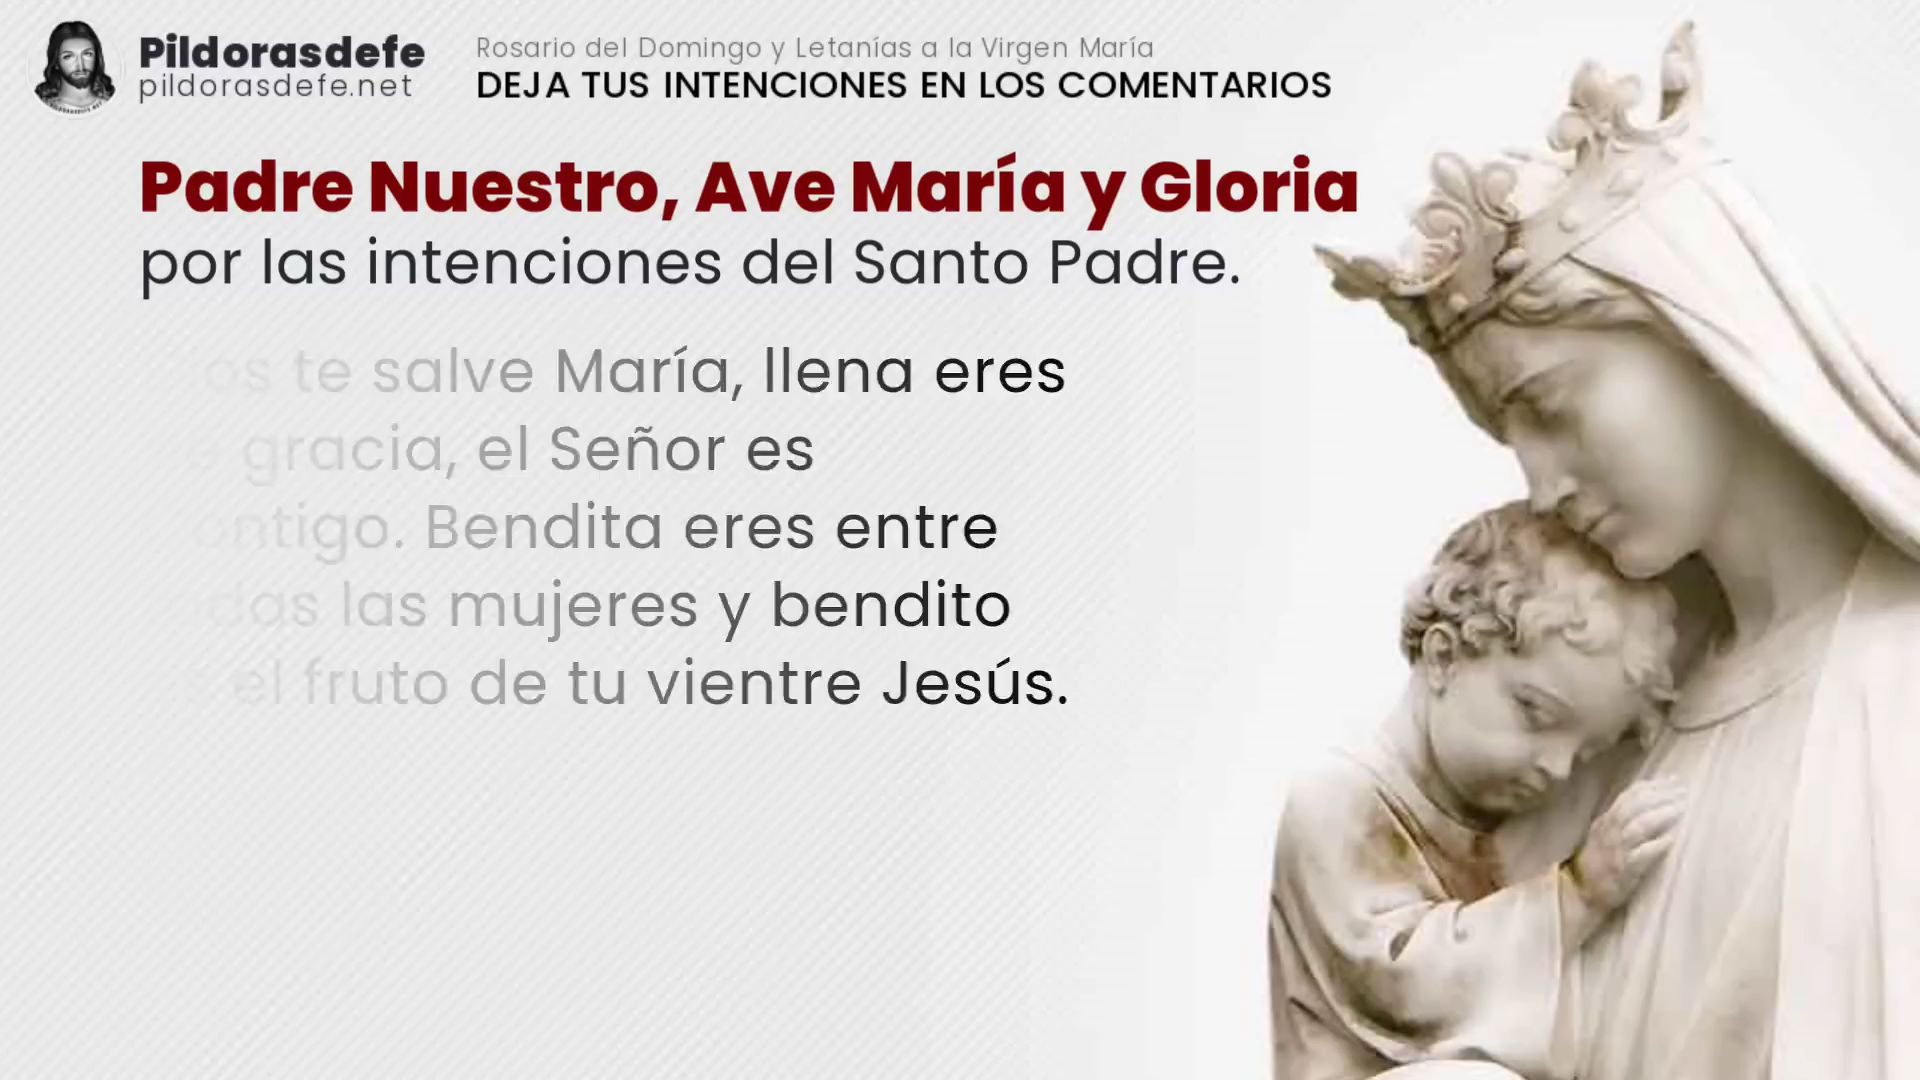 Pildorasdefe
pildorasdefe.net
Rosario del Domingo y Letanías a la Virgen María
DEJA TUS INTENCIONES EN LOS COMENTARIOS
Padre Nuestro, Ave María y Gloria
por las intenciones del Santo Padre.
os te salve María, llena eres
e gracia, el Señor es
ontigo. Bendita eres entre
das las mujeres y bendito
s el fruto de tu vientre Jesús.